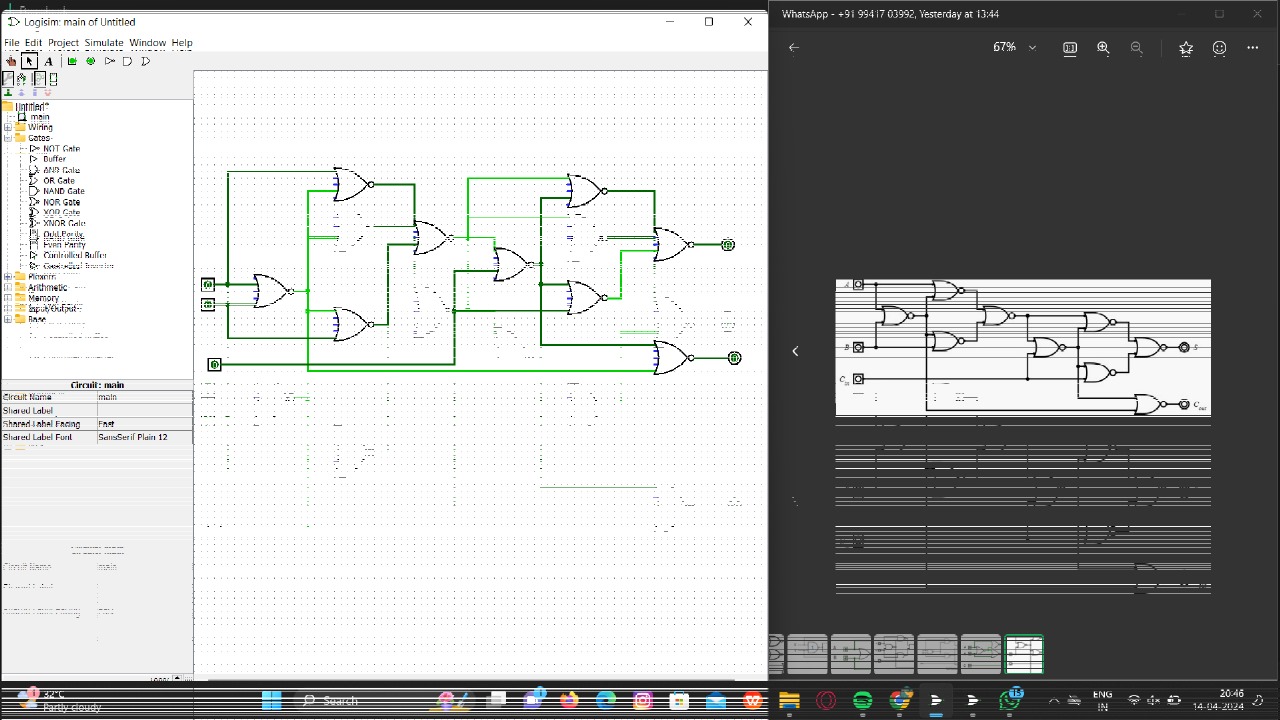 Logisim: main of Untitled
File Edit Project Simulate Window Help
A
Untitled*
main
Wiring
Gates
NOT Gate
Buffer
AND Gate
OR Gate
NAND Gate
NOR Gate
XOR Gate
XNOR Gate
Odd Parity
Even Parity
Controlled Buffer
Controlled Inverter
Plexers
Arithmetic
Memory
Input/Output
Base
Circuit: main
Circuit Name main
Shared Label
Shared Label Facing East
Shared Label Font SansSerif Plain 12
WhatsApp - +91 99417 03992, Yesterday at 13:44
67%
A
B
C in
S
C out
32°C
Partly cloudy
Search
ENG
IN
20:46
14-04-2024